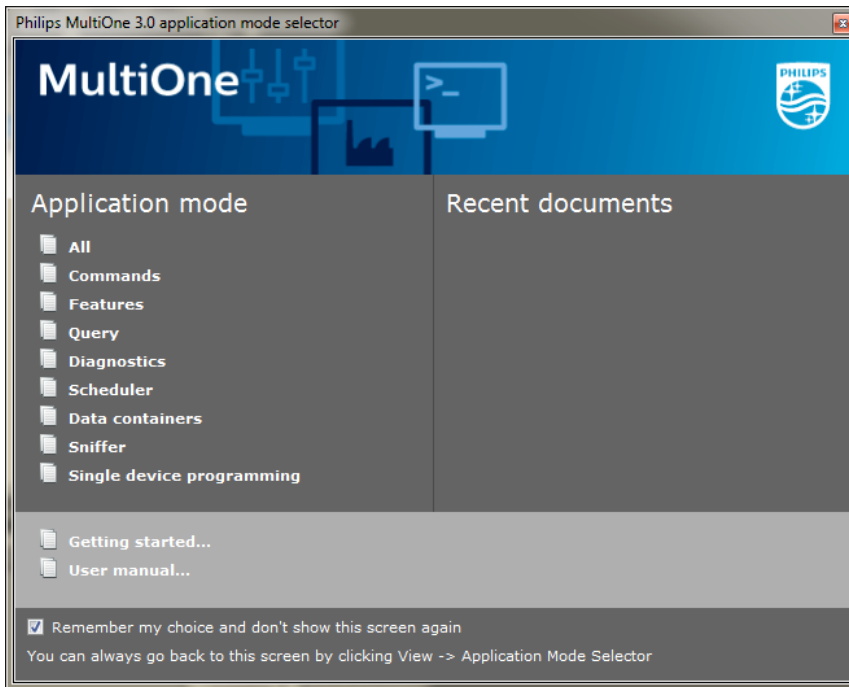 Philips MultiOne 3.0 application mode selector
MultiOne
>_
PHILIPS
Application mode
All
Commands
Features
Query
Diagnostics
Scheduler
Data containers
Sniffer
Single device programming
Recent documents
Getting started...
User manual...
Remember my choice and don't show this screen again
You can always go back to this screen by clicking View -> Application Mode Selector